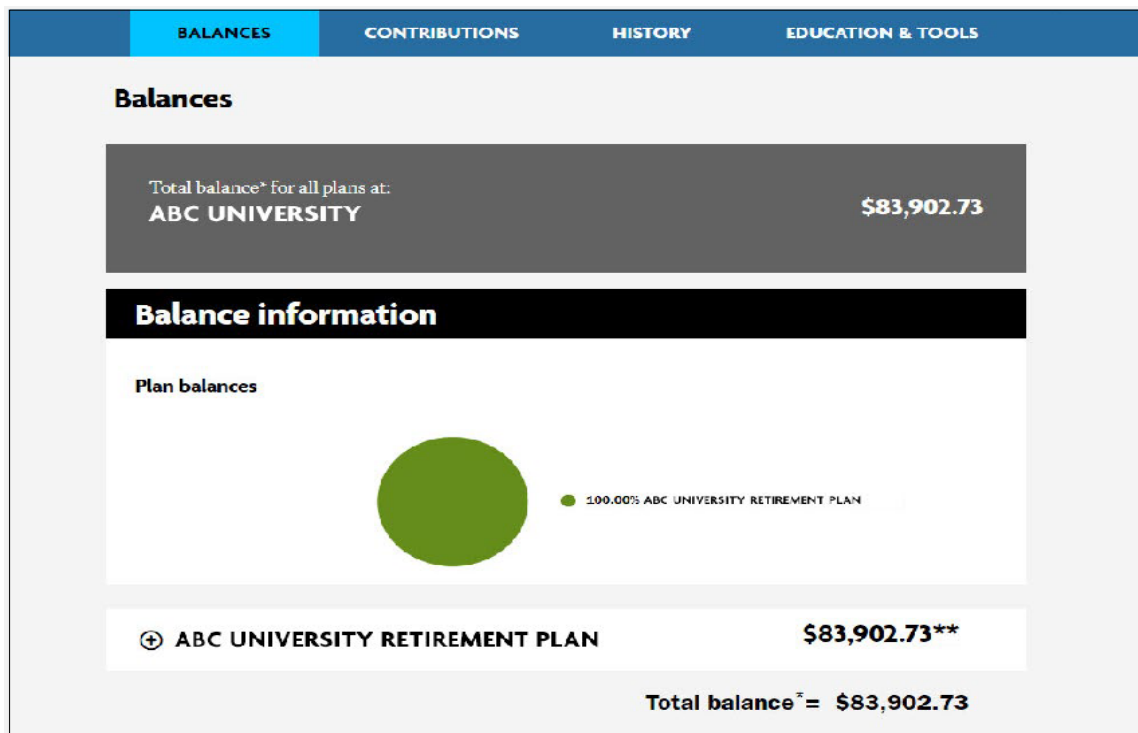 BALANCES CONTRIBUTIONS HISTORY EDUCATION & TOOLS
Balances
Total balance* for all plans at:
ABC UNIVERSITY $83,902.73
Balance information
Plan balances
100.00% ABC UNIVERSITY RETIREMENT PLAN
ABC UNIVERSITY RETIREMENT PLAN $83,902.73**
Total balance*= $83,902.73